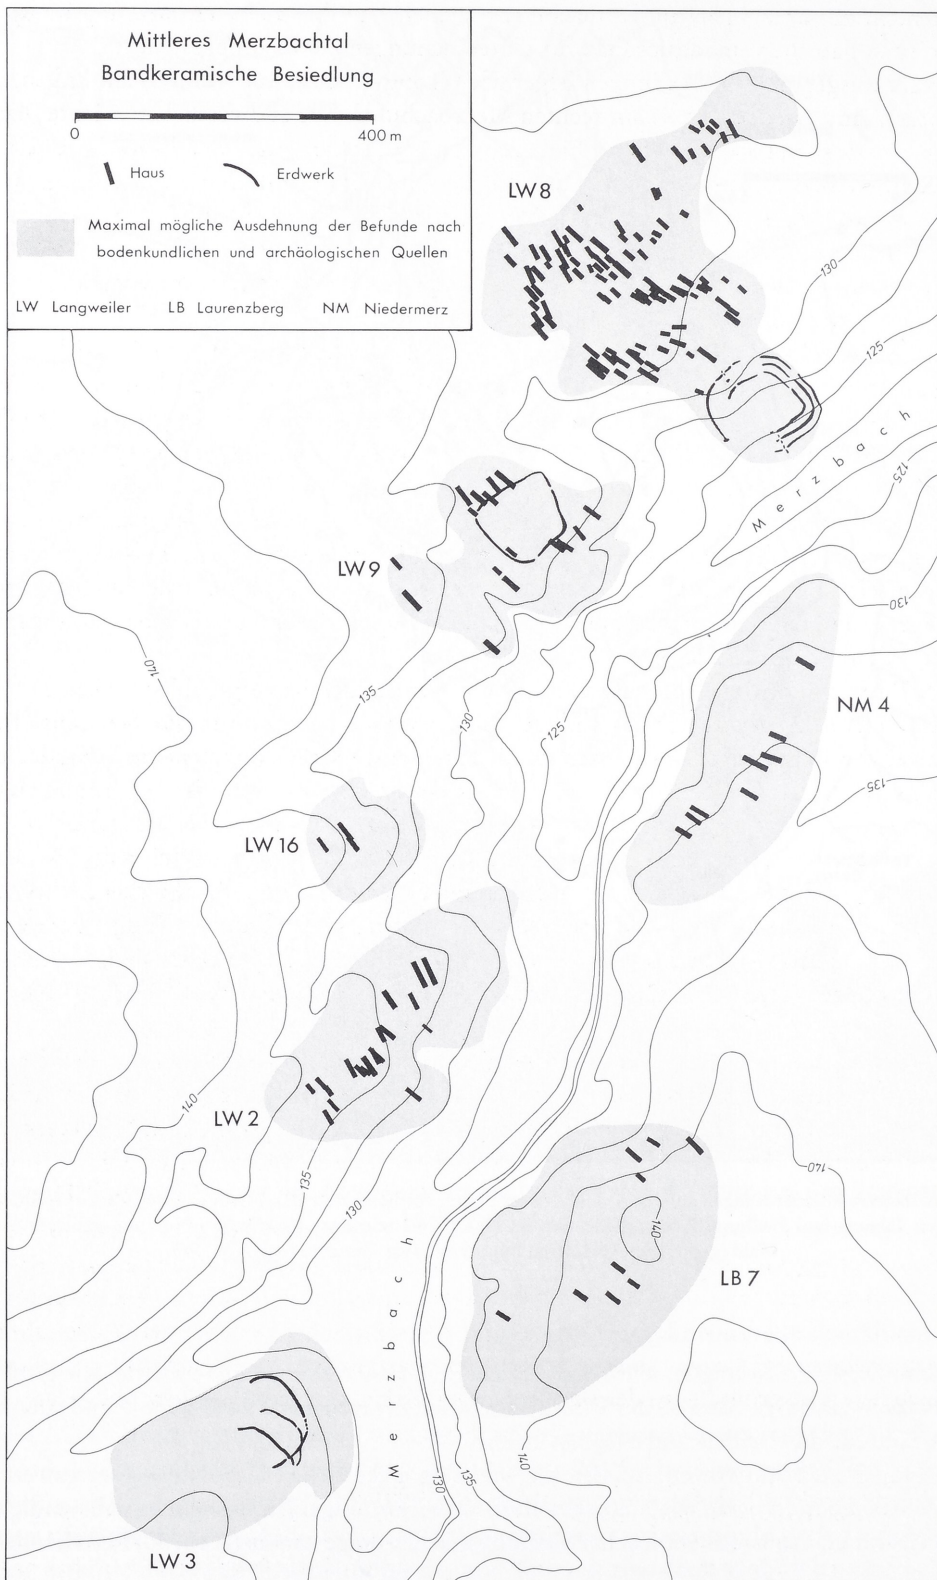 Mittleres Merzbachtal
Bandkeramische Besiedlung
0 400 m
Haus Erdwerk
Maximal mögliche Ausdehnung der Befunde nach
bodenkundlichen und archäologischen Quellen
LW Langweiler LB Laurenzberg NM Niedermerz
LW 8
130
125
Merzbach
125
LW 9
130
140
135
130
125
NM 4
135
LW 16
140
LW 2
135
130
140
140
LB 7
Merzbach
130
135
140
LW 3